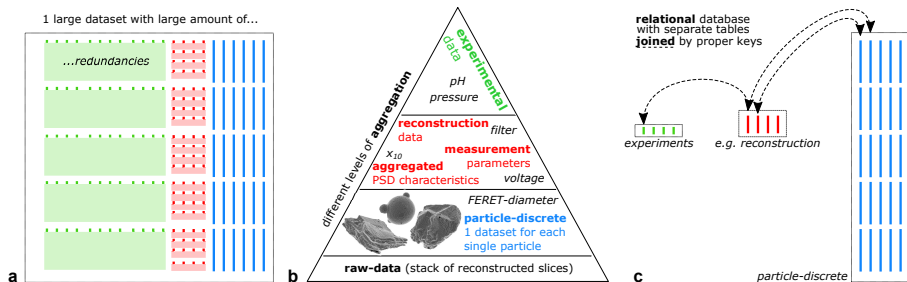 1 large dataset with large amount of...
...redundancies
a
different levels of aggregation
experimental
data
pH
pressure
reconstruction
data
filter
x10
measurement
parameters
aggregated
PSD characteristics
voltage
FERET-diameter
particle-discrete
1 dataset for each
single particle
raw-data (stack of reconstructed slices)
b
relational database
with separate tables
joined by proper keys
experiments
e.g. reconstruction
particle-discrete
c